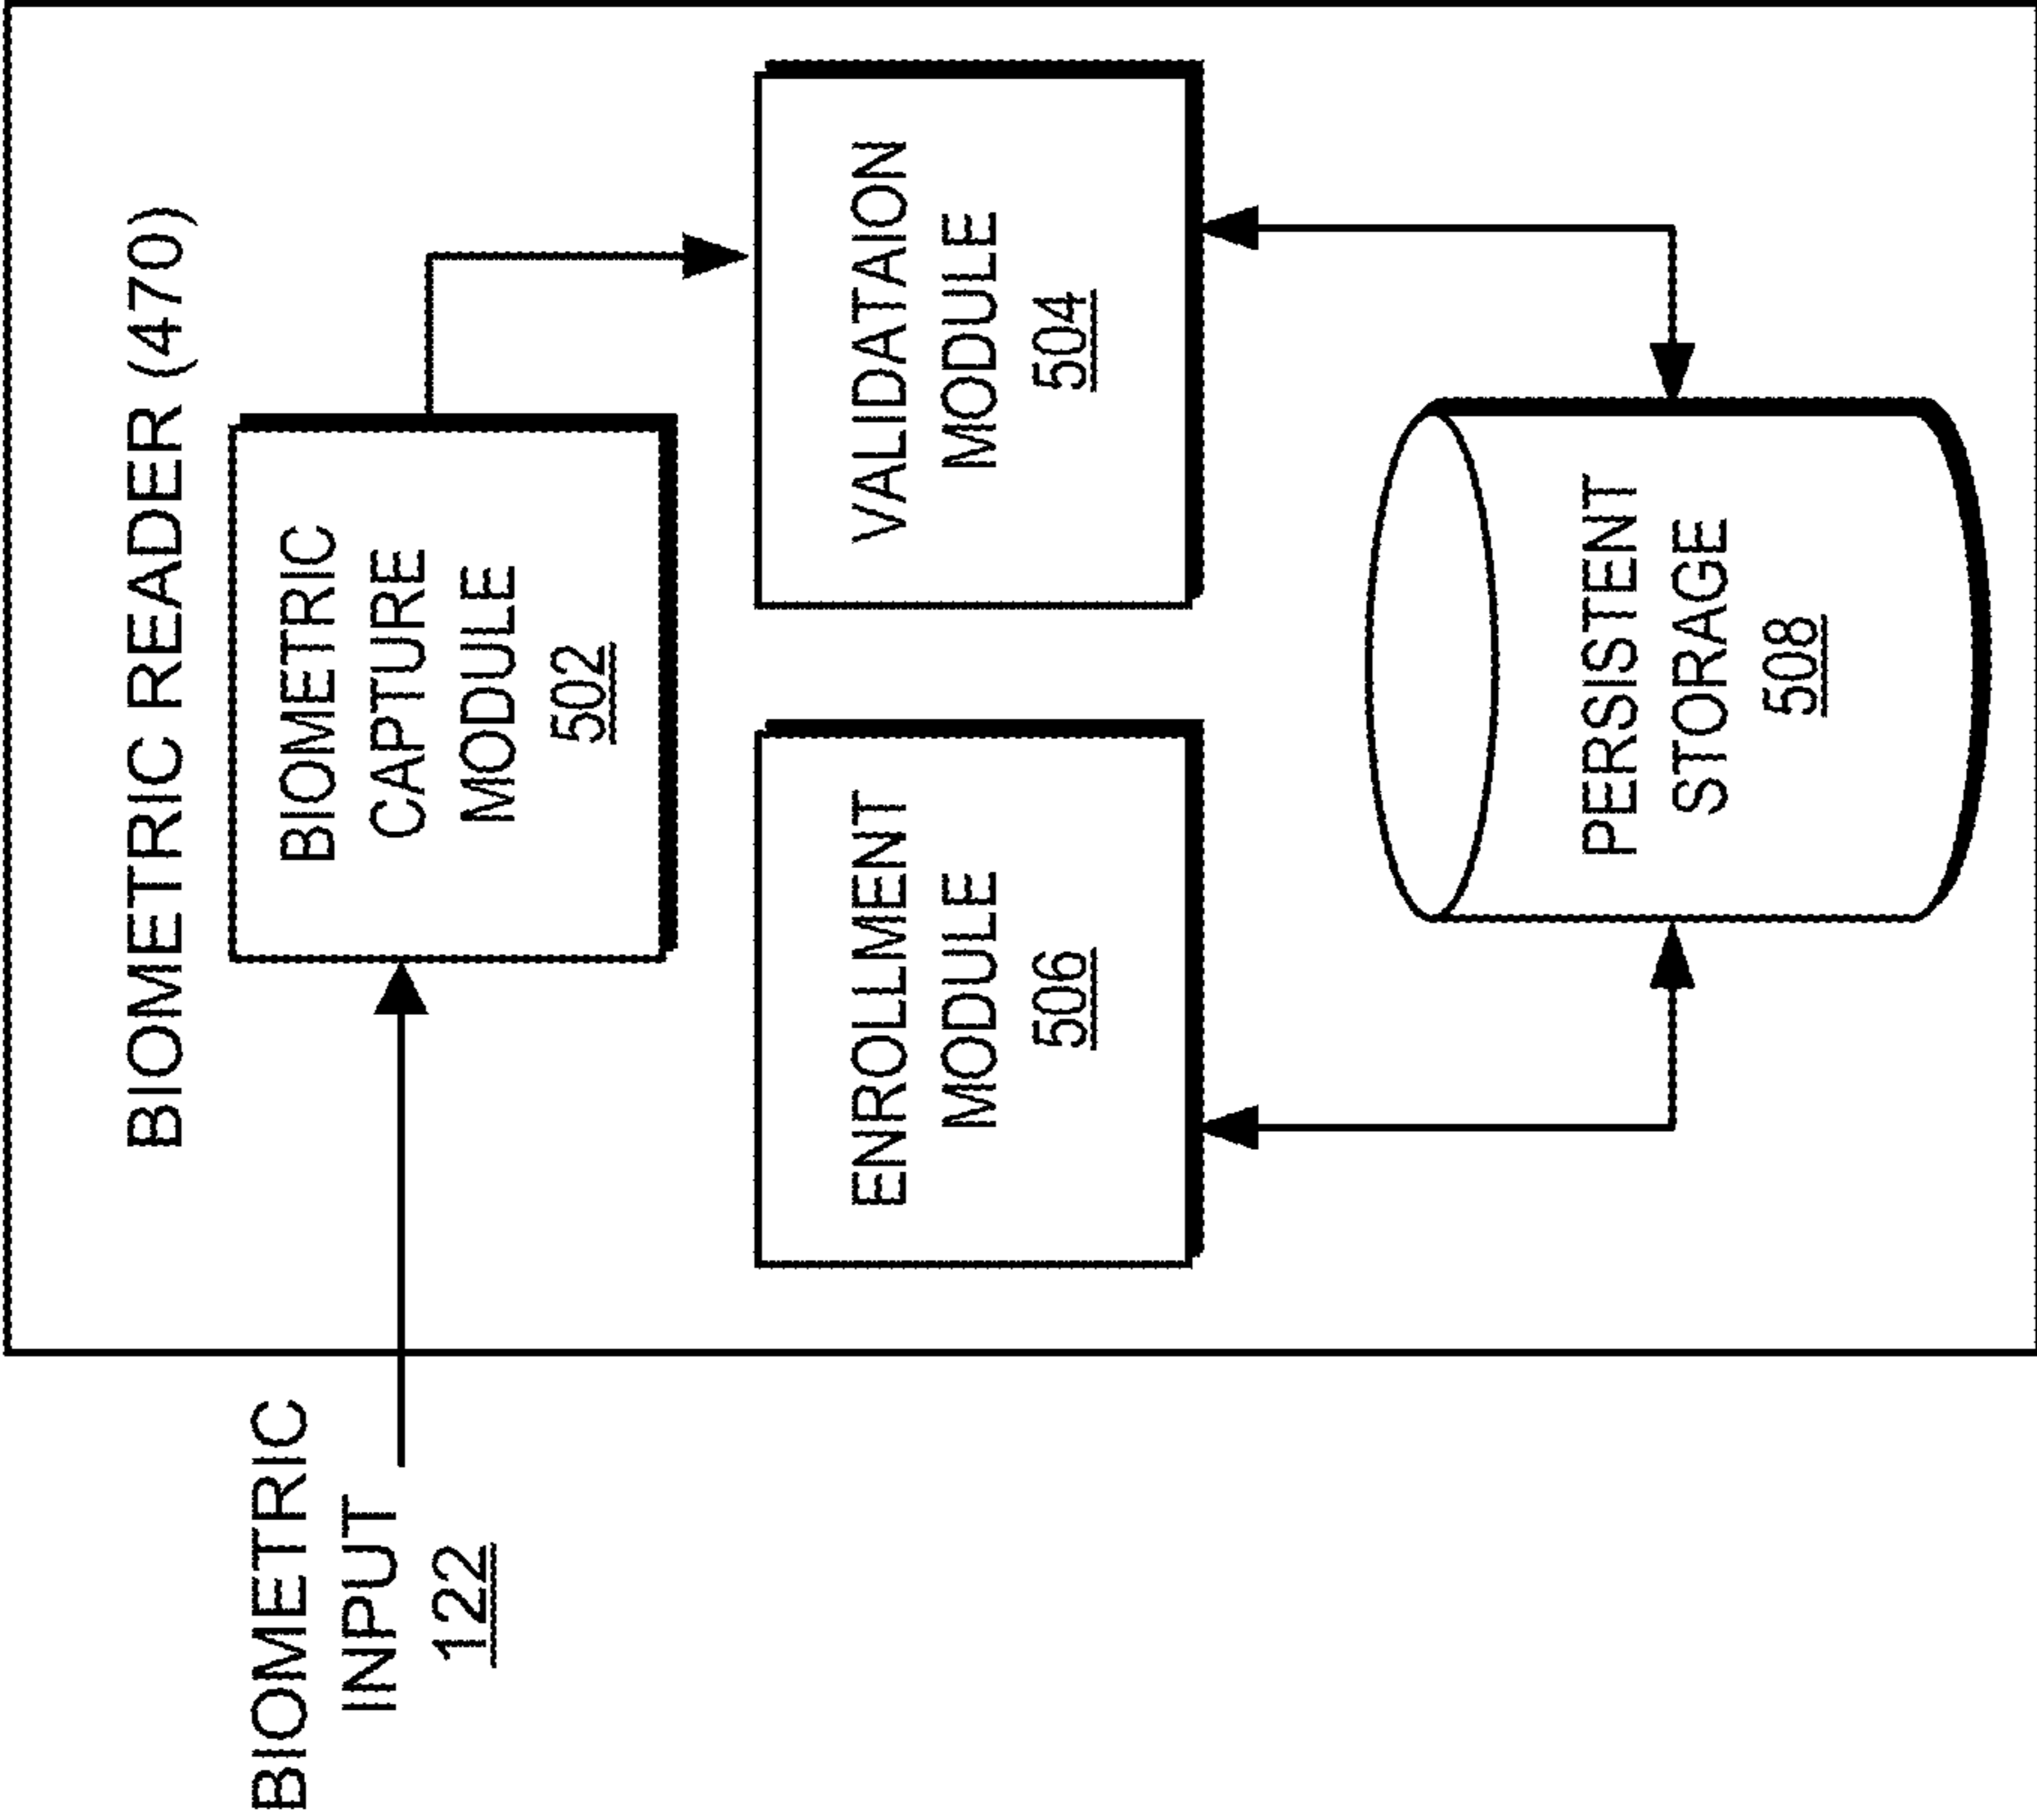 BIOMETRIC READER (470)
BIOMETRIC
INPUT
122
BIOMETRIC
CAPTURE
MODULE
502
ENROLLMENT
MODULE
506
VALIDATAION
MODULE
504
PERSISTENT
STORAGE
508